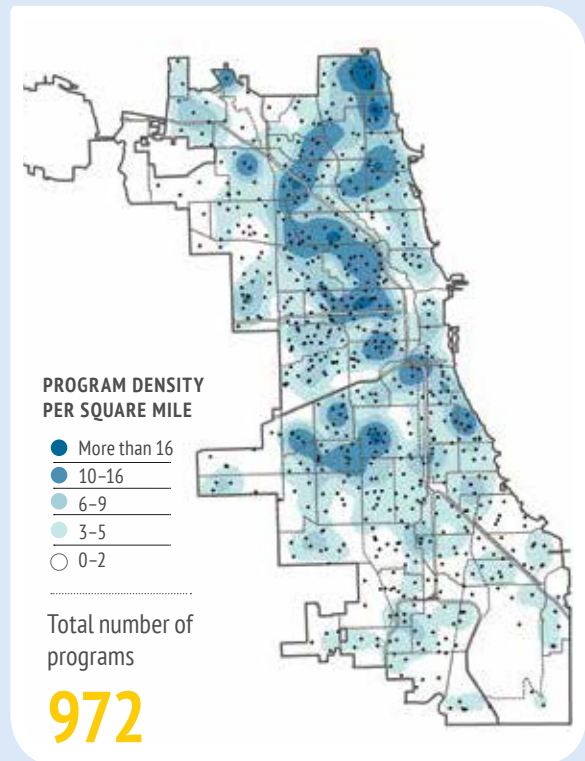 PROGRAM DENSITY
PER SQUARE MILE
More than 16
10–16
6–9
3–5
0–2
Total number of
programs
972